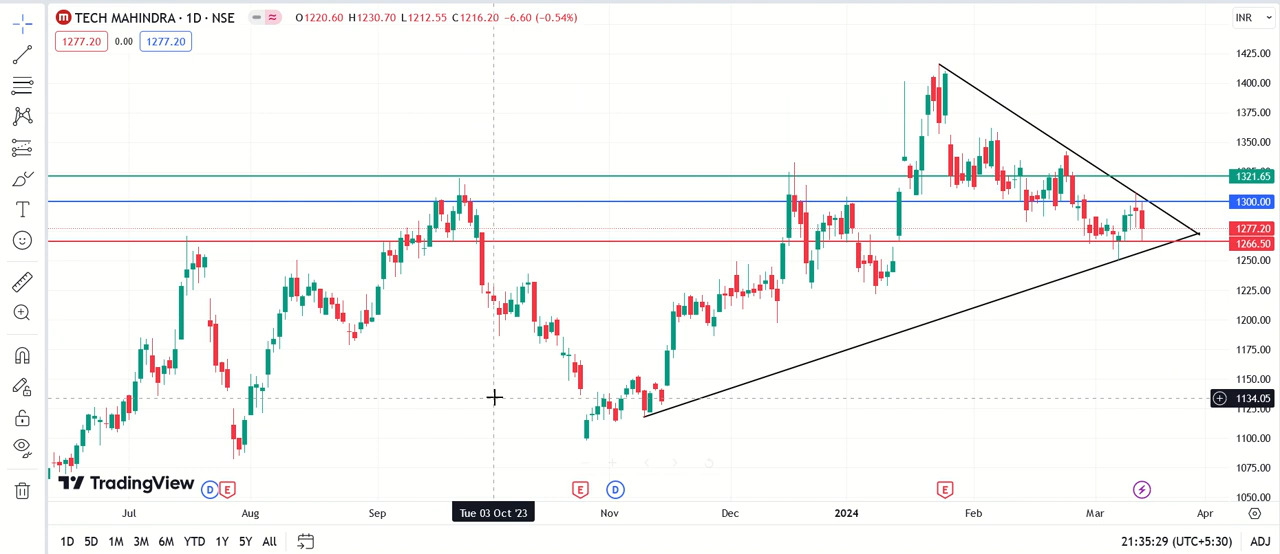 TECH MAHINDRA · 1D · NSE O1220.60 H1230.70 L1212.55 C1216.20 -6.60 (-0.54%)
INR
1277.20 0.00 1277.20
1425.00
1400.00
1375.00
1350.00
1321.65
1300.00
1277.20
1266.50
1250.00
1225.00
1200.00
1175.00
1150.00
1134.05
1100.00
1075.00
1050.00
TradingView
D E E D E
Jul Aug Sep Tue 03 Oct '23 Nov Dec 2024 Feb Mar Apr
1D 5D 1M 3M 6M YTD 1Y 5Y All 21:35:29 (UTC+5:30) ADJ